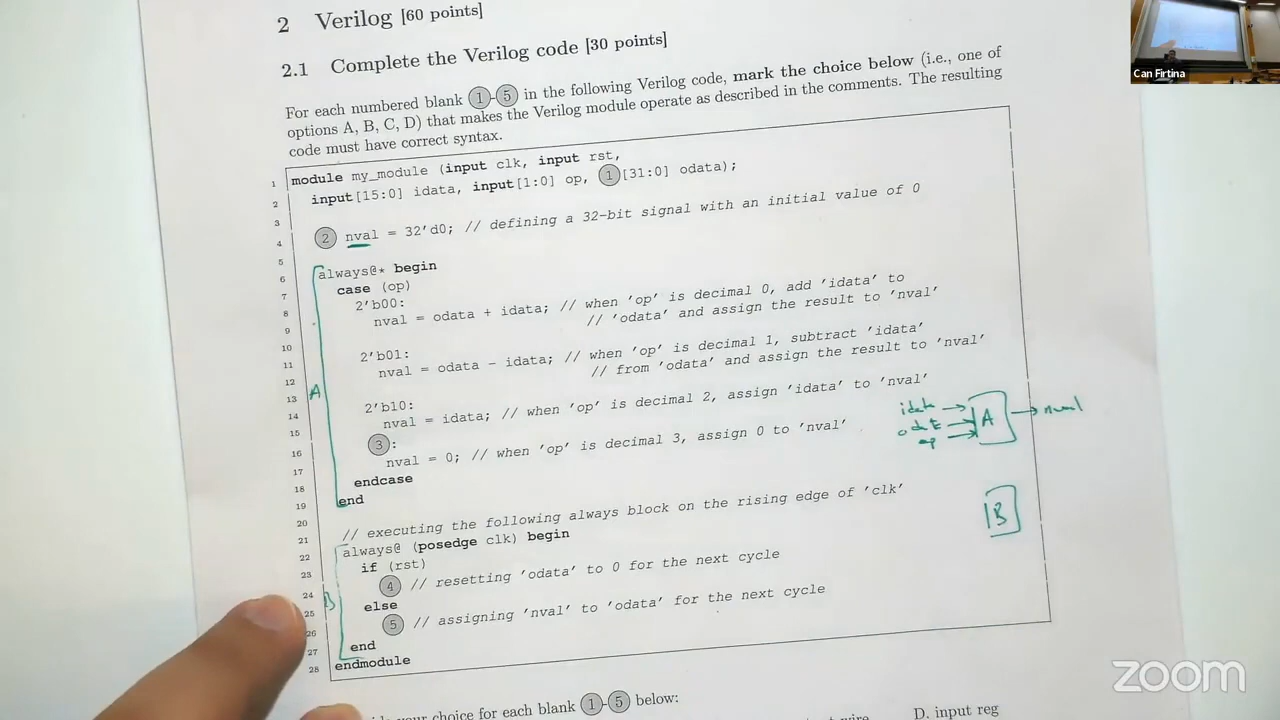 2 Verilog [60 points]
2.1 Complete the Verilog code [30 points]
For each numbered blank 1-5 in the following Verilog code, mark the choice below (i.e., one of
options A, B, C, D) that makes the Verilog module operate as described in the comments. The resulting
code must have correct syntax.
1 module my_module (input clk, input rst,
2 input[15:0] idata, input[1:0] op, 1 [31:0] odata);
3
4 2 nval = 32'd0; // defining a 32-bit signal with an initial value of 0
5
6 always@* begin
7 case (op)
8 2'b00:
9 nval = odata + idata; // when 'op' is decimal 0, add 'idata' to
10 // 'odata' and assign the result to 'nval'
11 2'b01:
12 nval = odata - idata; // when 'op' is decimal 1, subtract 'idata'
13 // from 'odata' and assign the result to 'nval'
14 2'b10:
15 nval = idata; // when 'op' is decimal 2, assign 'idata' to 'nval'
16 3 :
17 nval = 0; // when 'op' is decimal 3, assign 0 to 'nval'
18 endcase
19 end
20
21 // executing the following always block on the rising edge of 'clk'
22 always@ (posedge clk) begin
23 if (rst)
24 4 // resetting 'odata' to 0 for the next cycle
25 else
26 5 // assigning 'nval' to 'odata' for the next cycle
27 end
28 endmodule
A
B
idata
odata
op
A
nval
B
your choice for each blank 1-5 below:
D. input reg
Can Firtina
zoom